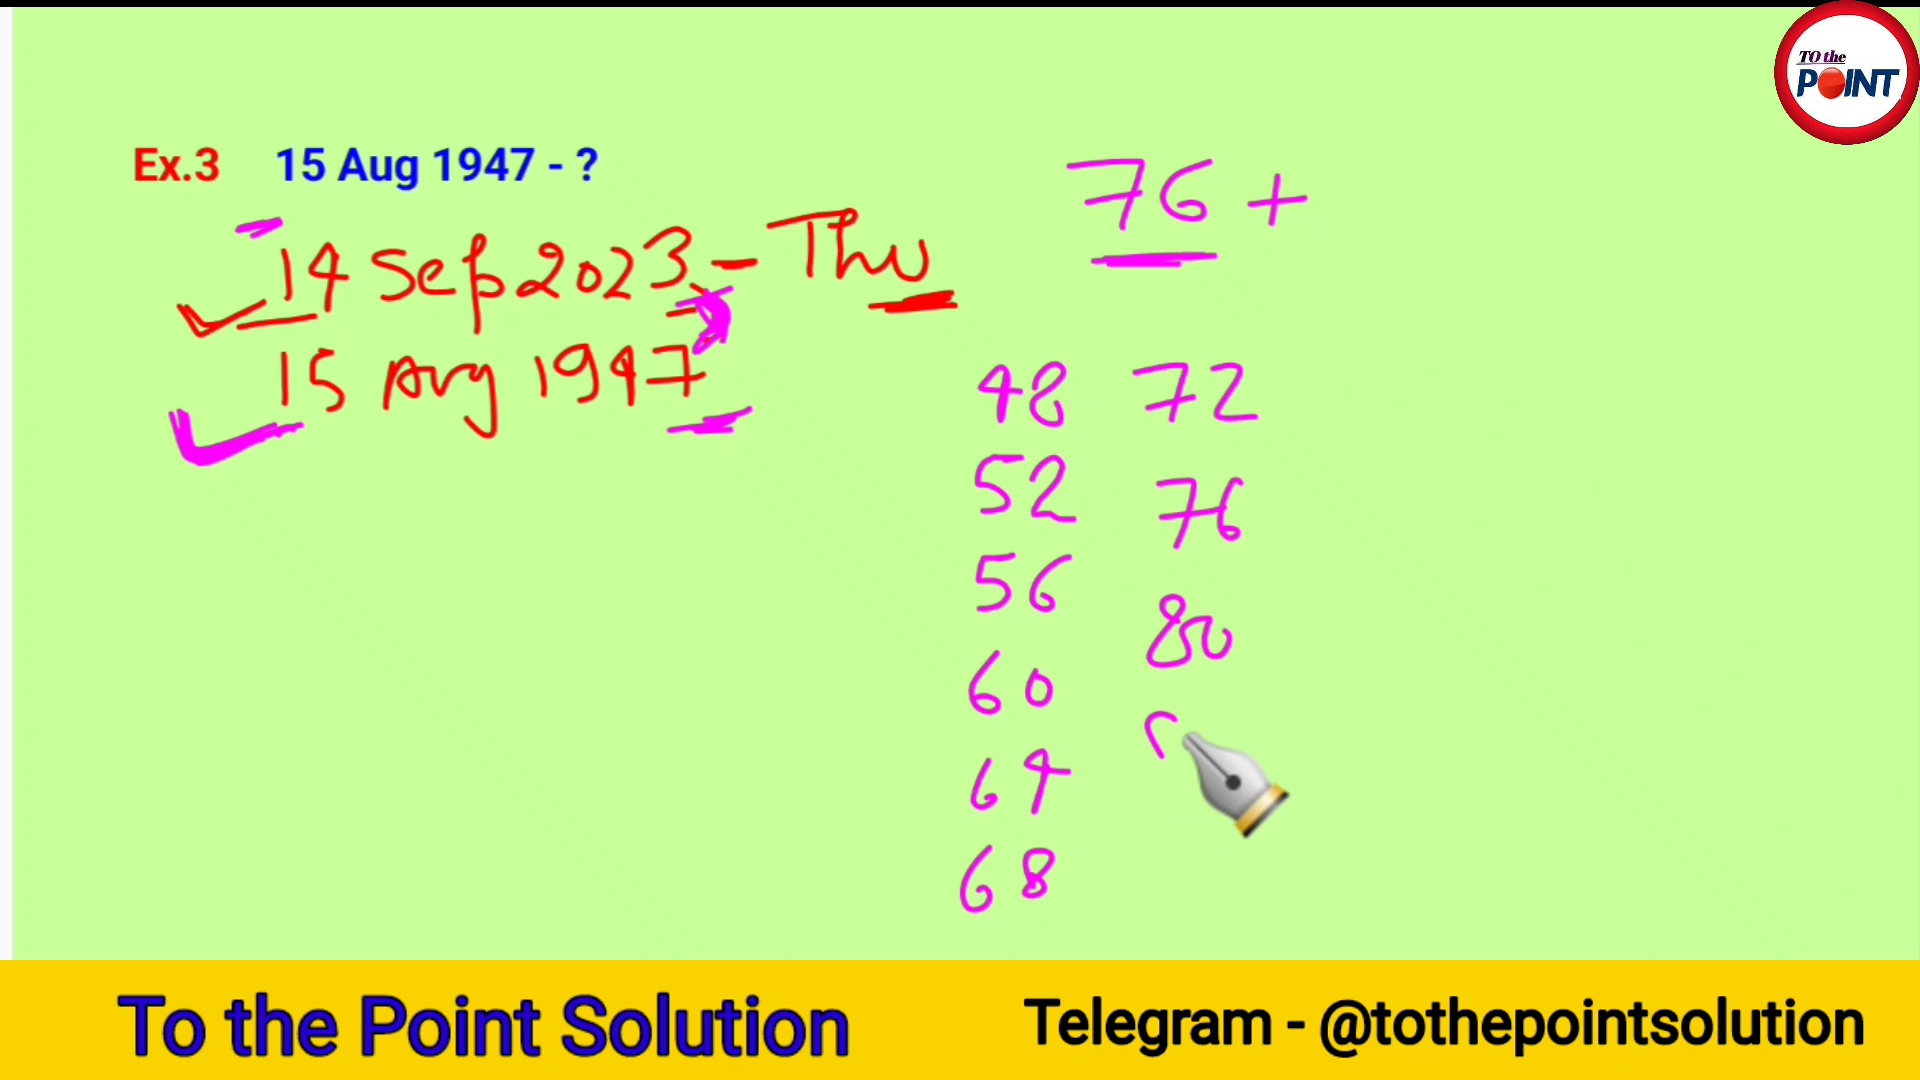 TO the
POINT
Ex.3 15 Aug 1947 - ?
76 +
14 Sep 2023 - Thu
15 Aug 1947
48 72
52 76
56
60 80
64
68
To the Point Solution
Telegram - @tothepointsolution